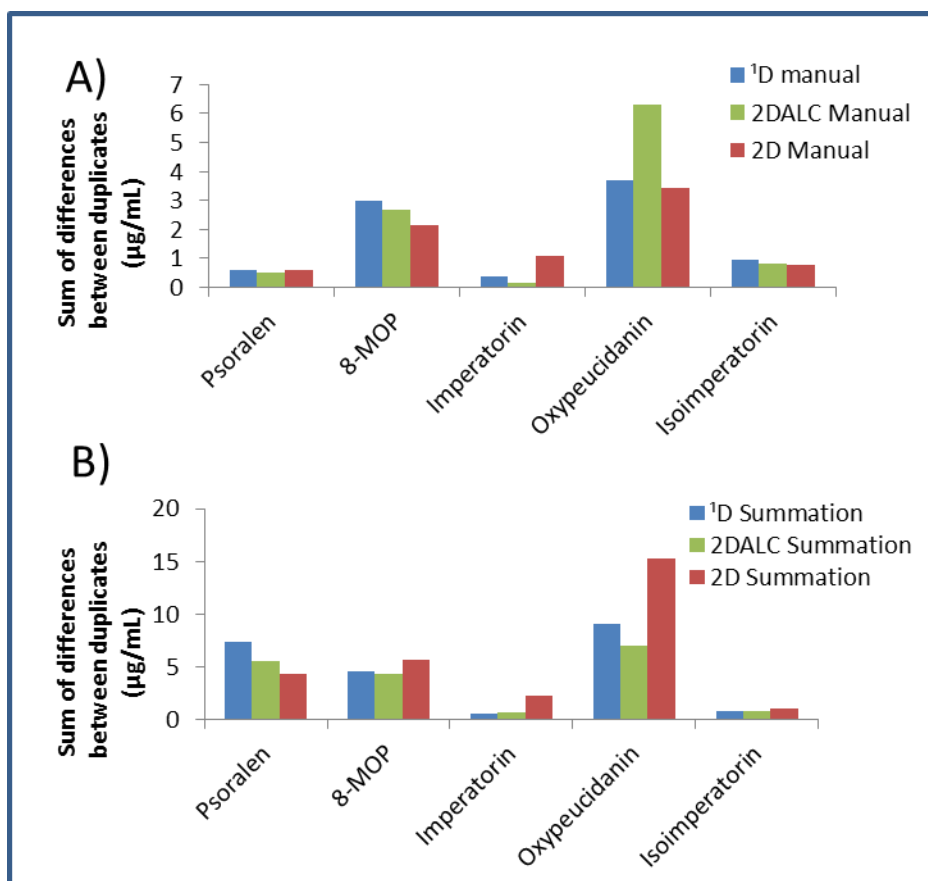 A)
Sum of differences
between duplicates
(µg/mL)
7
6
5
4
3
2
1
0
¹D manual
2DALC Manual
2D Manual
Psoralen
8-MOP
Imperatorin
Oxypeucidanin
Isoimperatorin
B)
Sum of differences
between duplicates
(µg/mL)
20
15
10
5
0
¹D Summation
2DALC Summation
2D Summation
Psoralen
8-MOP
Imperatorin
Oxypeucidanin
Isoimperatorin